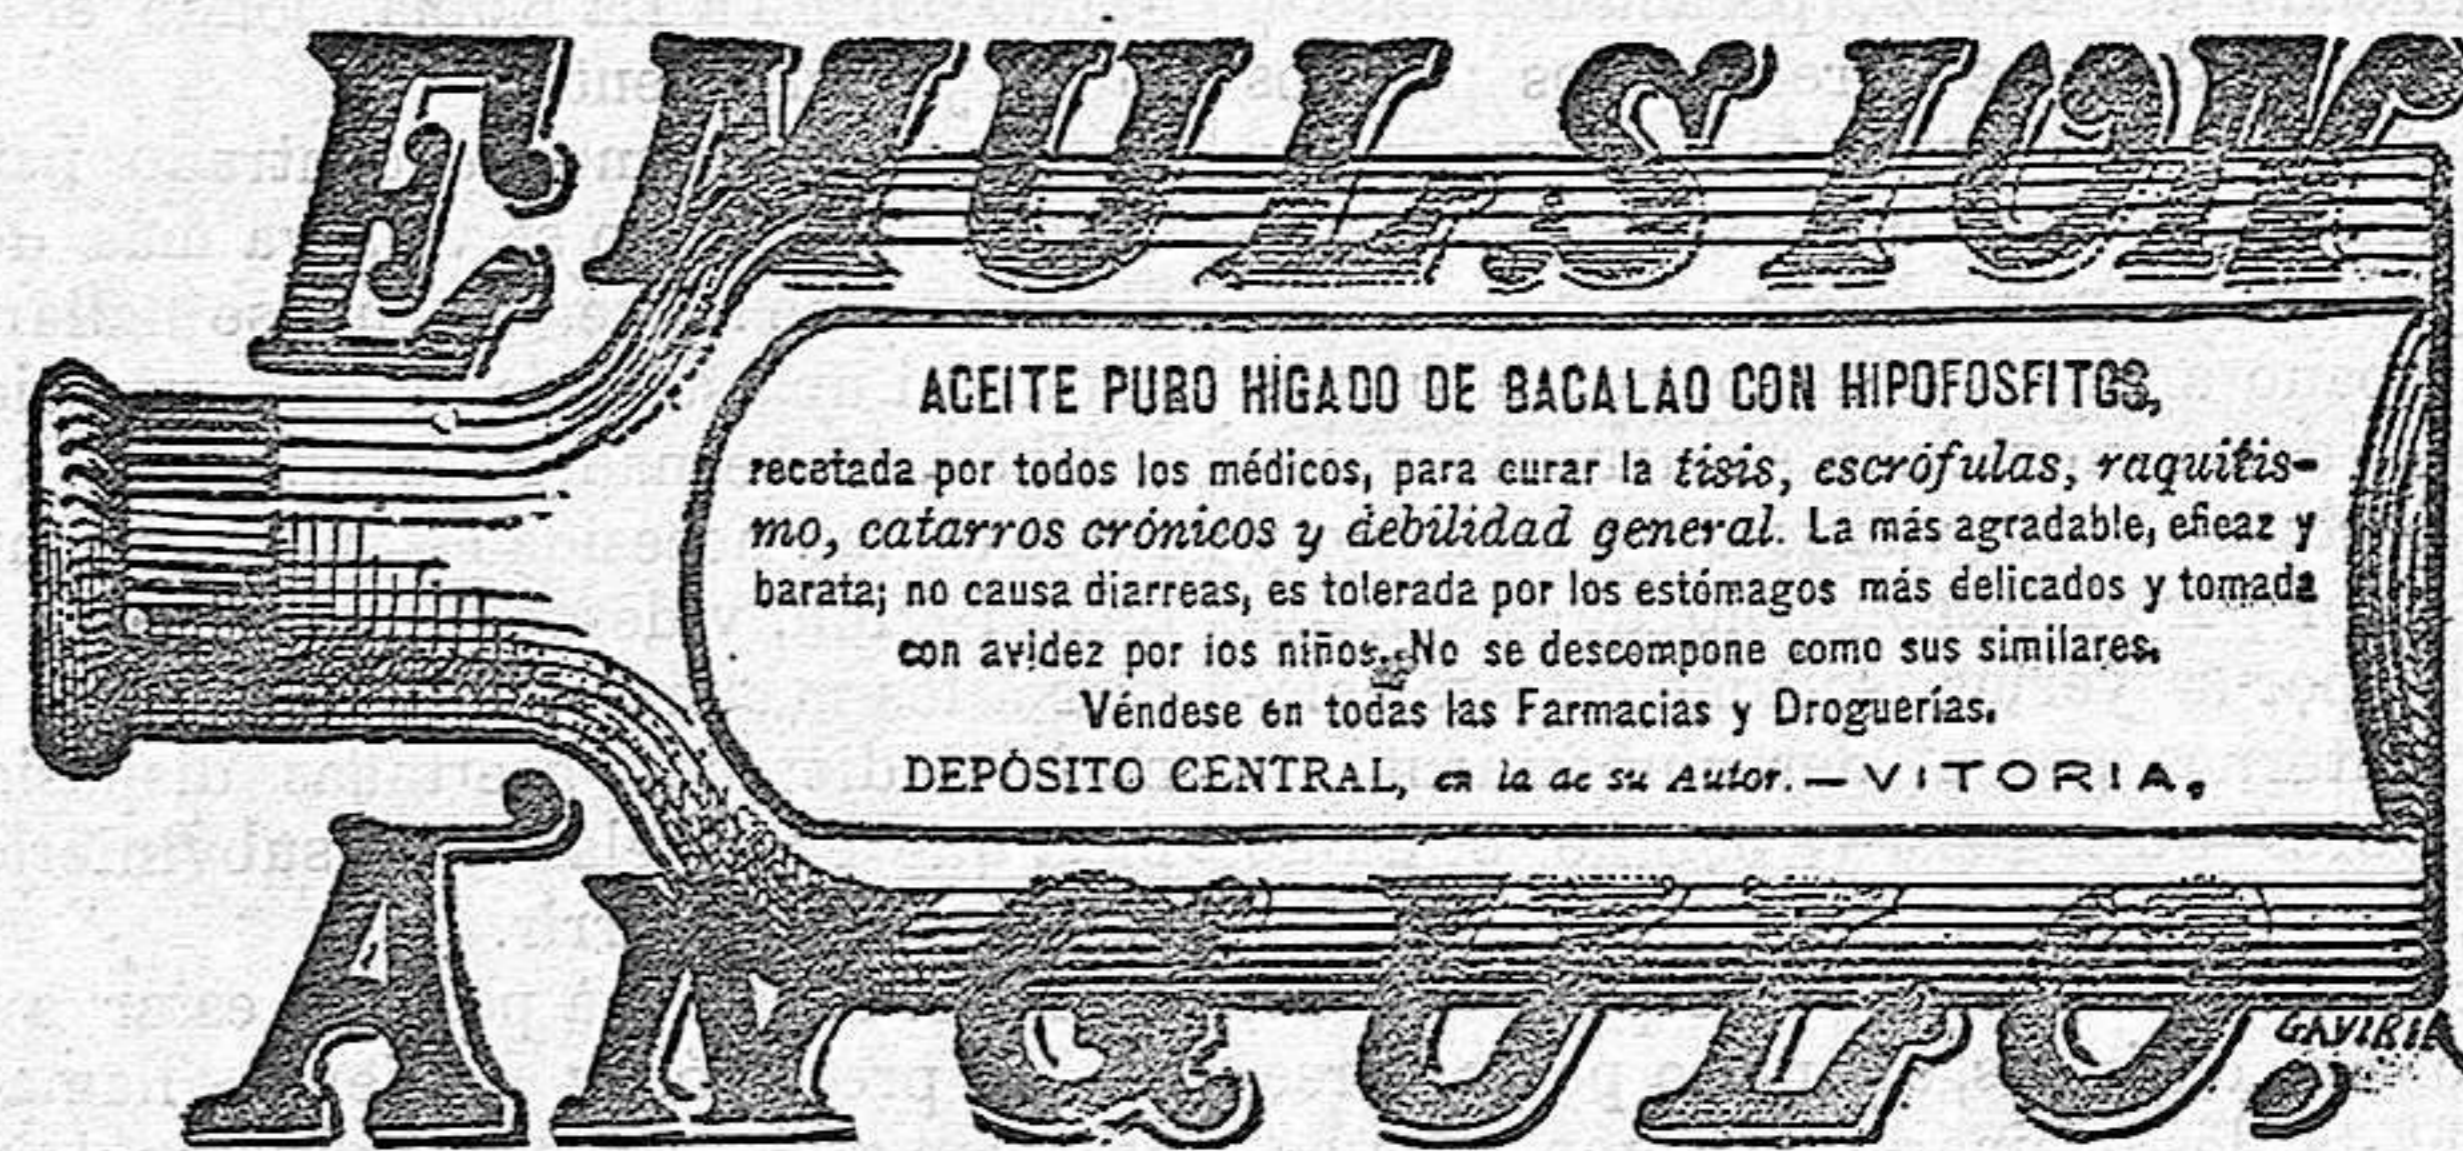 EMULSION
ACEITE PURO HÍGADO DE BACALAO CON HIPOFOSFITOS,
recetada por todos los médicos, para curar la tisis, escrófulas, raquitis-
mo, catarros crónicos y debilidad general. La más agradable, eficaz y
barata; no causa diarreas, es tolerada por los estómagos más delicados y tomada
con avidez por los niños. No se descompone como sus similares.
Véndese en todas las Farmacias y Droguerías.
DEPÓSITO CENTRAL, en la de su Autor.—VITORIA.
ANGULO.
GAVIRIA